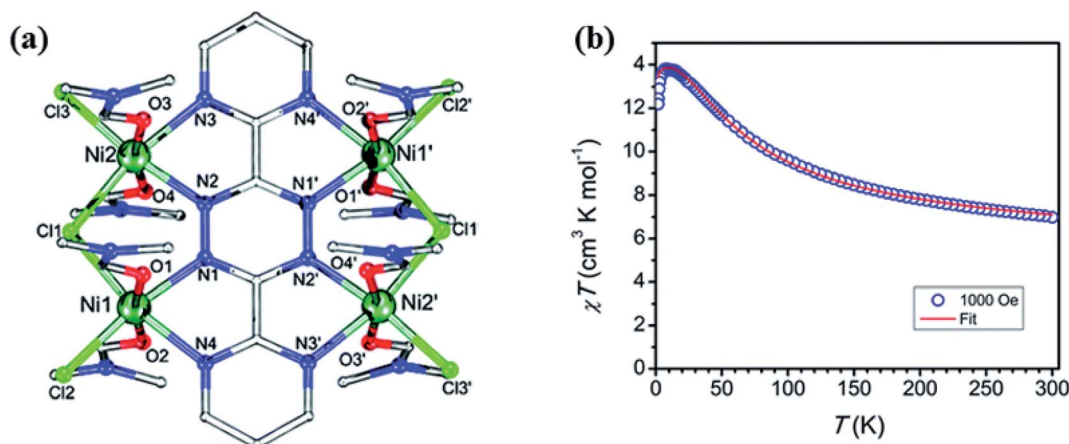 (a)
Cl3
O3
N3
N4'
O2'
Cl2'
Ni2
Ni1'
N2
N1'
O4
O1'
Cl1
Cl1
O1
N1
N2'
O4'
Ni1
Ni2'
O2
N4
N3'
O3'
Cl2
Cl3'
(b)
4
12
10
8
6
4
2
0
χT (cm³ K mol⁻¹)
1000 Oe
Fit
0 50 100 150 200 250 300
T (K)